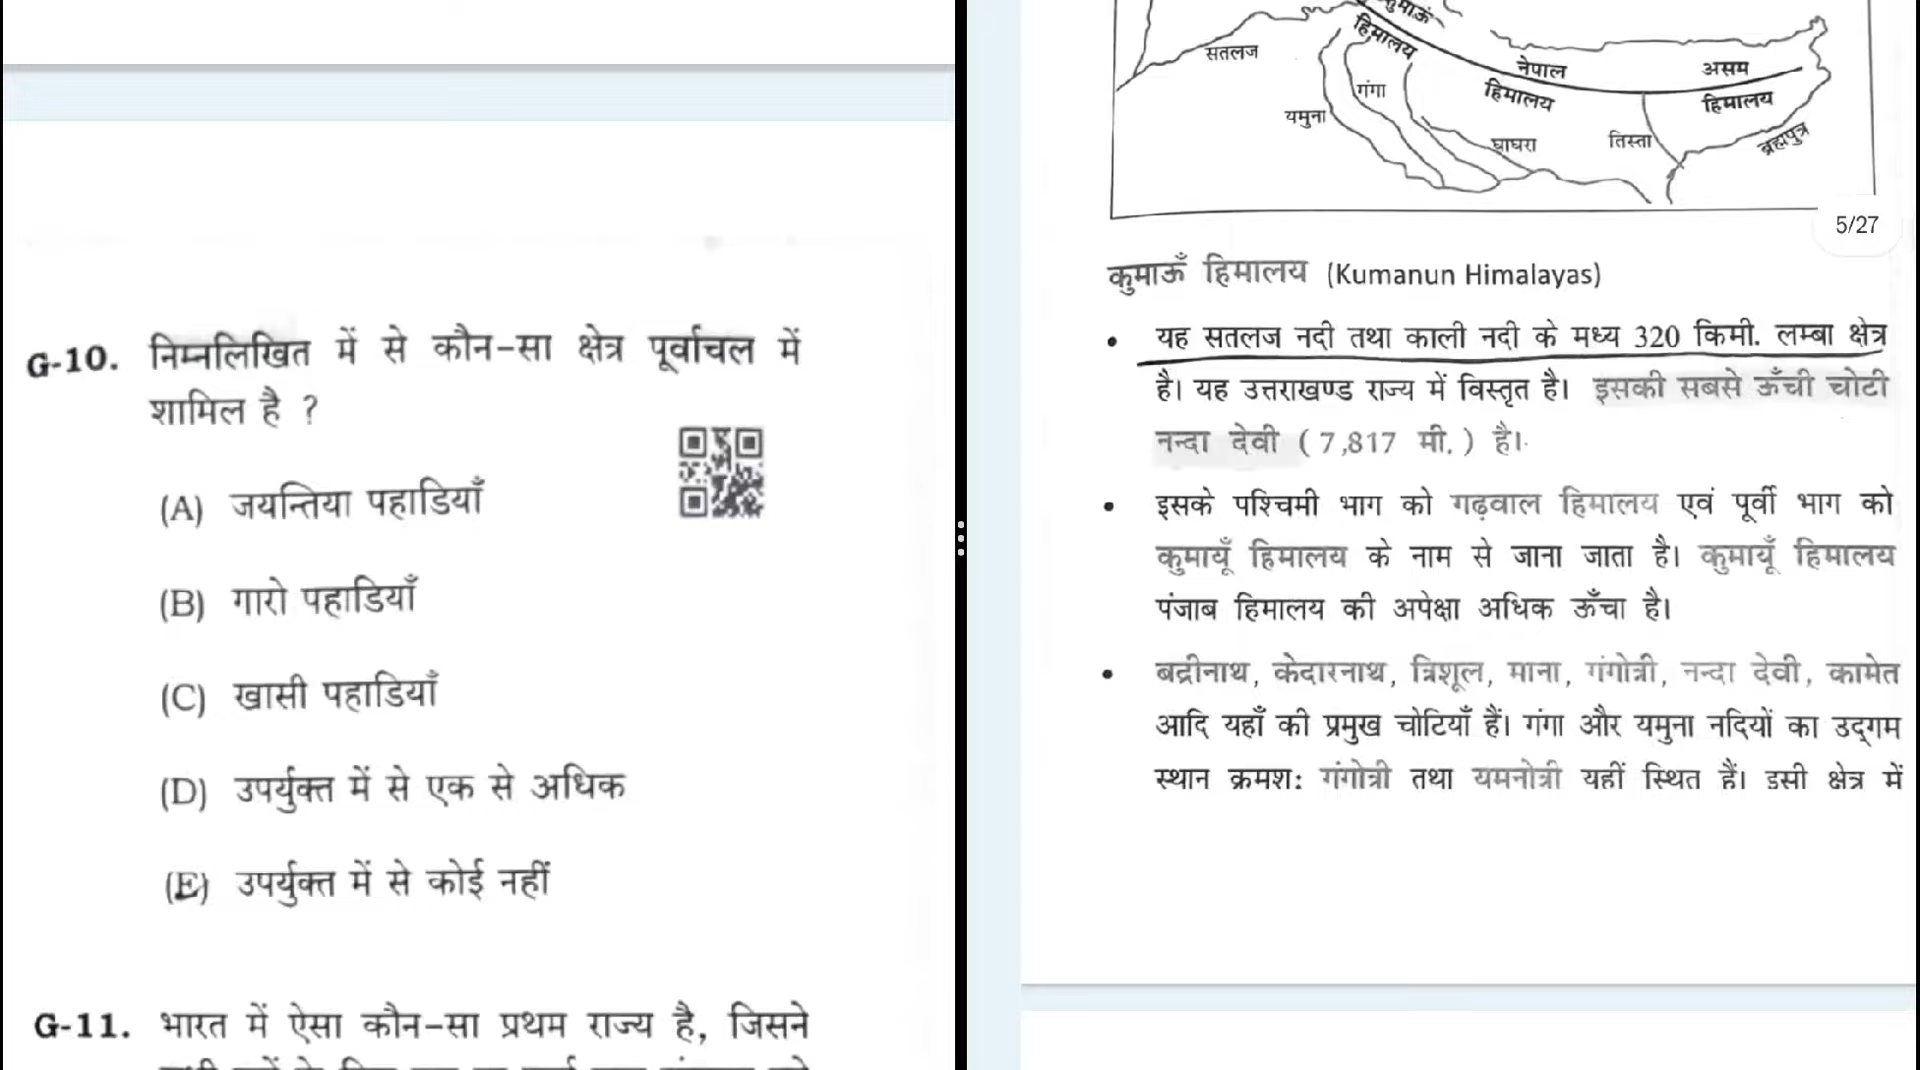 G-10. निम्नलिखित में से कौन-सा क्षेत्र पूर्वांचल में
शामिल है ?
(A) जयन्तिया पहाडियाँ
(B) गारो पहाडियाँ
(C) खासी पहाडियाँ
(D) उपर्युक्त में से एक से अधिक
(E) उपर्युक्त में से कोई नहीं
G-11. भारत में ऐसा कौन-सा प्रथम राज्य है, जिसने
कुमाऊं
हिमालय
सतलज
नेपाल
हिमालय
असम
हिमालय
गंगा
यमुना
घाघरा
तिस्ता
ब्रह्मपुत्र
5/27
कुमाऊँ हिमालय (Kumanun Himalayas)
• यह सतलज नदी तथा काली नदी के मध्य 320 किमी. लम्बा क्षेत्र
है। यह उत्तराखण्ड राज्य में विस्तृत है। इसकी सबसे ऊँची चोटी
नन्दा देवी (7,817 मी.) है।
• इसके पश्चिमी भाग को गढ़वाल हिमालय एवं पूर्वी भाग को
कुमायूँ हिमालय के नाम से जाना जाता है। कुमायूँ हिमालय
पंजाब हिमालय की अपेक्षा अधिक ऊँचा है।
• बद्रीनाथ, केदारनाथ, त्रिशूल, माना, गंगोत्री, नन्दा देवी, कामेत
आदि यहाँ की प्रमुख चोटियाँ हैं। गंगा और यमुना नदियों का उद्गम
स्थान क्रमश: गंगोत्री तथा यमनोत्री यहीं स्थित हैं। इसी क्षेत्र में